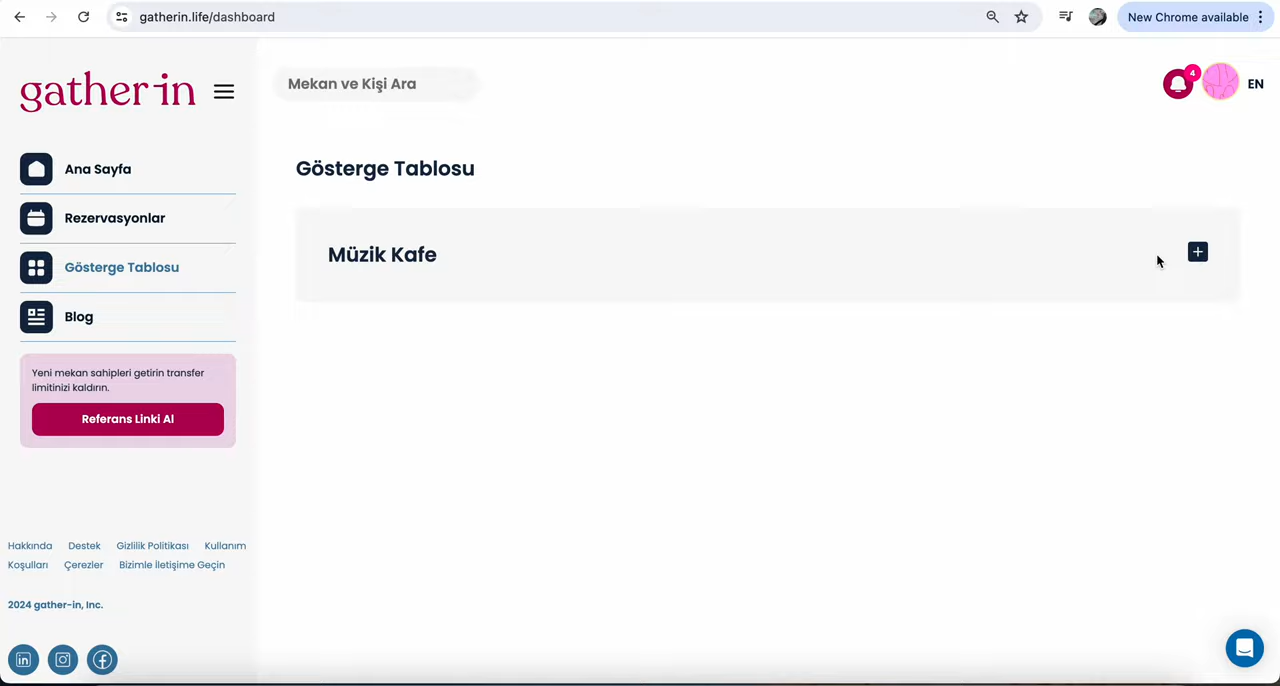 gatherin.life/dashboard
New Chrome available
gather·in
Mekan ve Kişi Ara
4
EN
Ana Sayfa
Rezervasyonlar
Gösterge Tablosu
Blog
Yeni mekan sahipleri getirin transfer
limitinizi kaldırın.
Referans Linki Al
Hakkında Destek Gizlilik Politikası Kullanım
Koşulları Çerezler Bizimle İletişime Geçin
2024 gather-in, Inc.
in
Gösterge Tablosu
Müzik Kafe